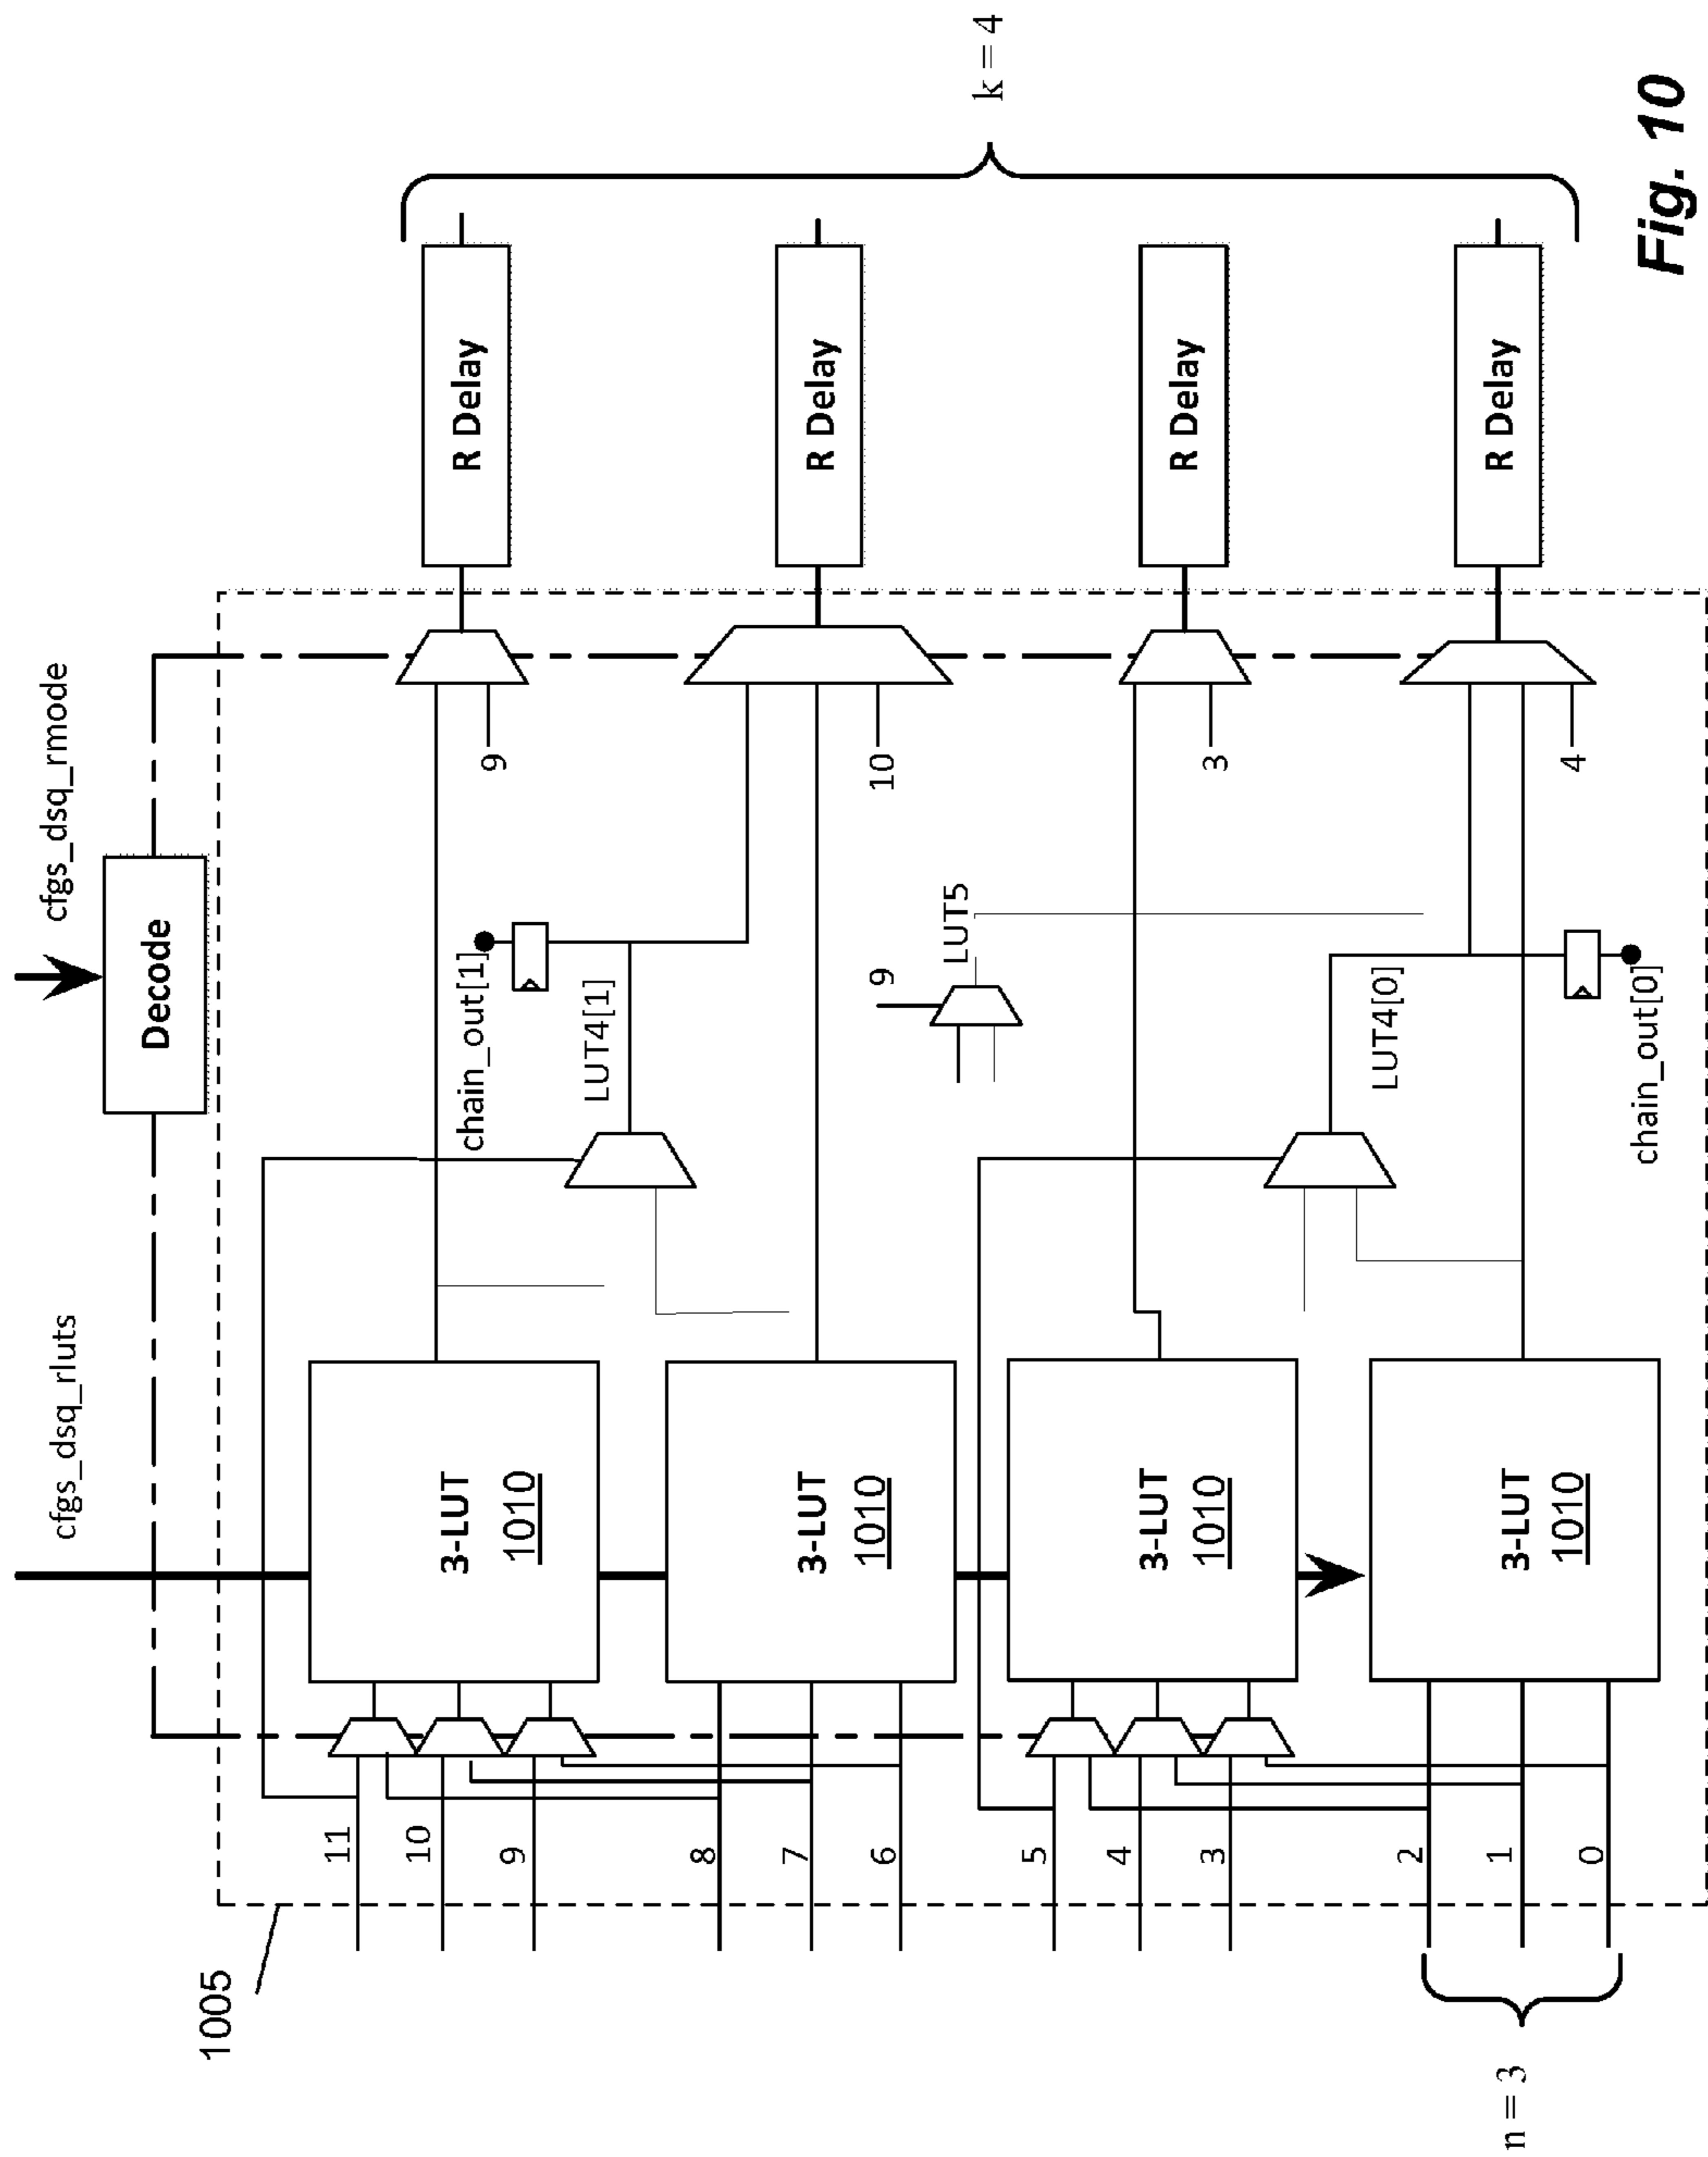 cfgs_dsq_rluts
cfgs_dsq_rmode
Decode
1005
11
10
9
3-LUT
1010
chain_out[1]
LUT4[1]
9
R Delay
8
7
6
3-LUT
1010
10
R Delay
9
LUT5
k = 4
5
4
3
3-LUT
1010
3
R Delay
LUT4[0]
2
1
0
3-LUT
1010
chain_out[0]
4
R Delay
n = 3
Fig. 10